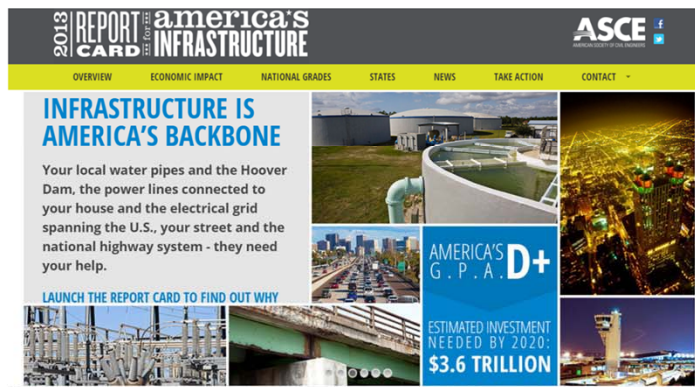 2013 REPORT CARD for america's INFRASTRUCTURE
ASCE
AMERICAN SOCIETY OF CIVIL ENGINEERS
OVERVIEW ECONOMIC IMPACT NATIONAL GRADES STATES NEWS TAKE ACTION CONTACT
INFRASTRUCTURE IS
AMERICA'S BACKBONE
Your local water pipes and the Hoover
Dam, the power lines connected to
your house and the electrical grid
spanning the U.S., your street and the
national highway system - they need
your help.
LAUNCH THE REPORT CARD TO FIND OUT WHY
AMERICA'S
G.P.A. D+
ESTIMATED INVESTMENT
NEEDED BY 2020:
$3.6 TRILLION